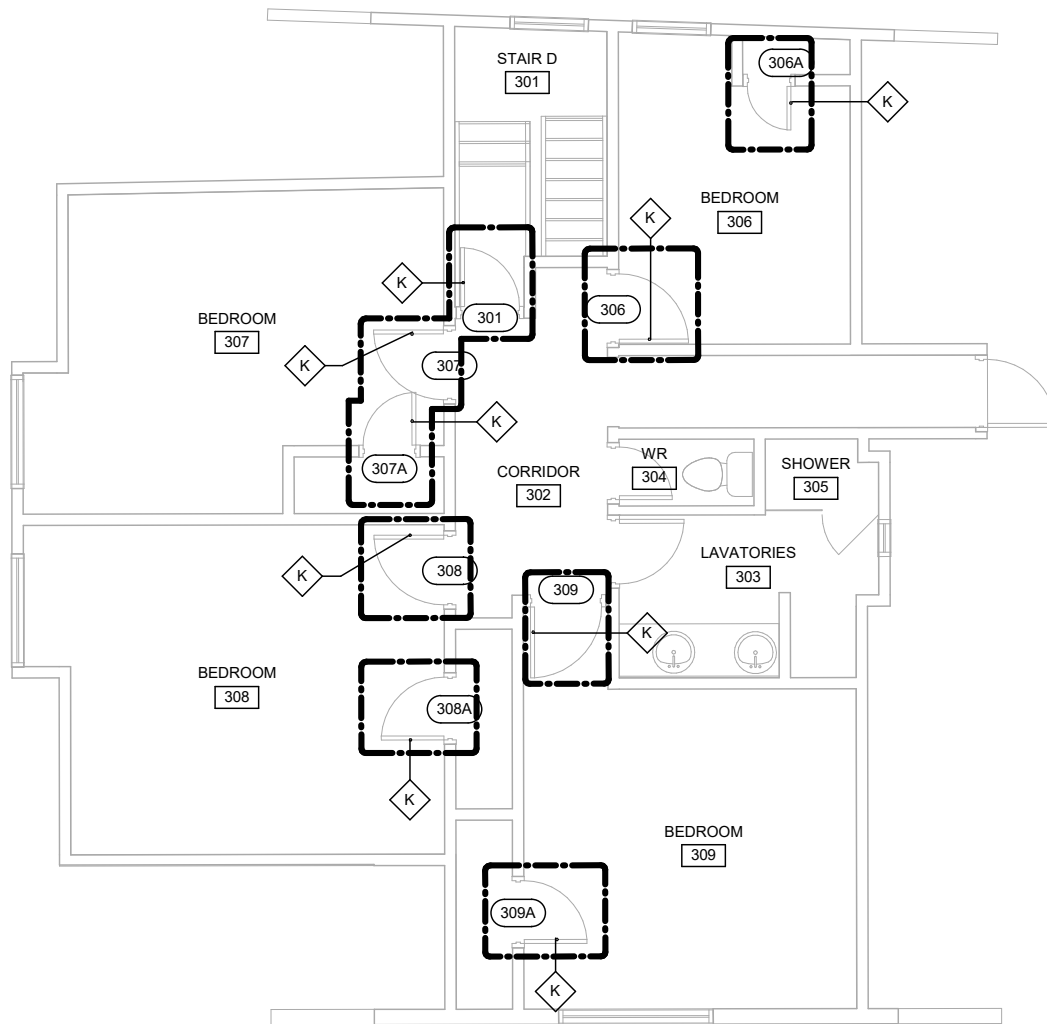 STAIR D
301
306A
K
BEDROOM
306
K
K
306
301
BEDROOM
307
K
307
K
307A
CORRIDOR
302
WR
304
SHOWER
305
K
308
LAVATORIES
303
309
K
BEDROOM
308
308A
K
BEDROOM
309
309A
K